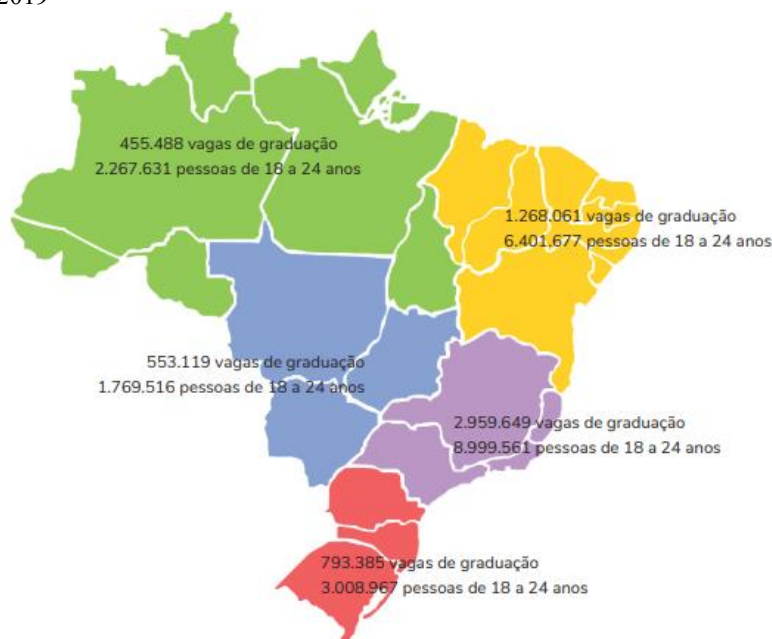 2019
455.488 vagas de graduação
2.267.631 pessoas de 18 a 24 anos
1.268.061 vagas de graduação
6.401.677 pessoas de 18 a 24 anos
553.119 vagas de graduação
1.769.516 pessoas de 18 a 24 anos
2.959.649 vagas de graduação
8.999.561 pessoas de 18 a 24 anos
793.385 vagas de graduação
3.008.967 pessoas de 18 a 24 anos